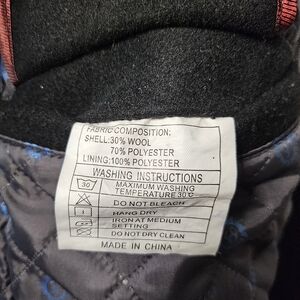 FABRIC COMPOSITION:
SHELL:30% WOOL
70% POLYESTER
LINING:100% POLYESTER
WASHING INSTRUCTIONS
30 MAXIMUM WASHING
TEMPERATURE 30℃
DO NOT BLEACH
HANG DRY
IRON AT MEDIUM
SETTING
DO NOT DRY CLEAN
MADE IN CHINA